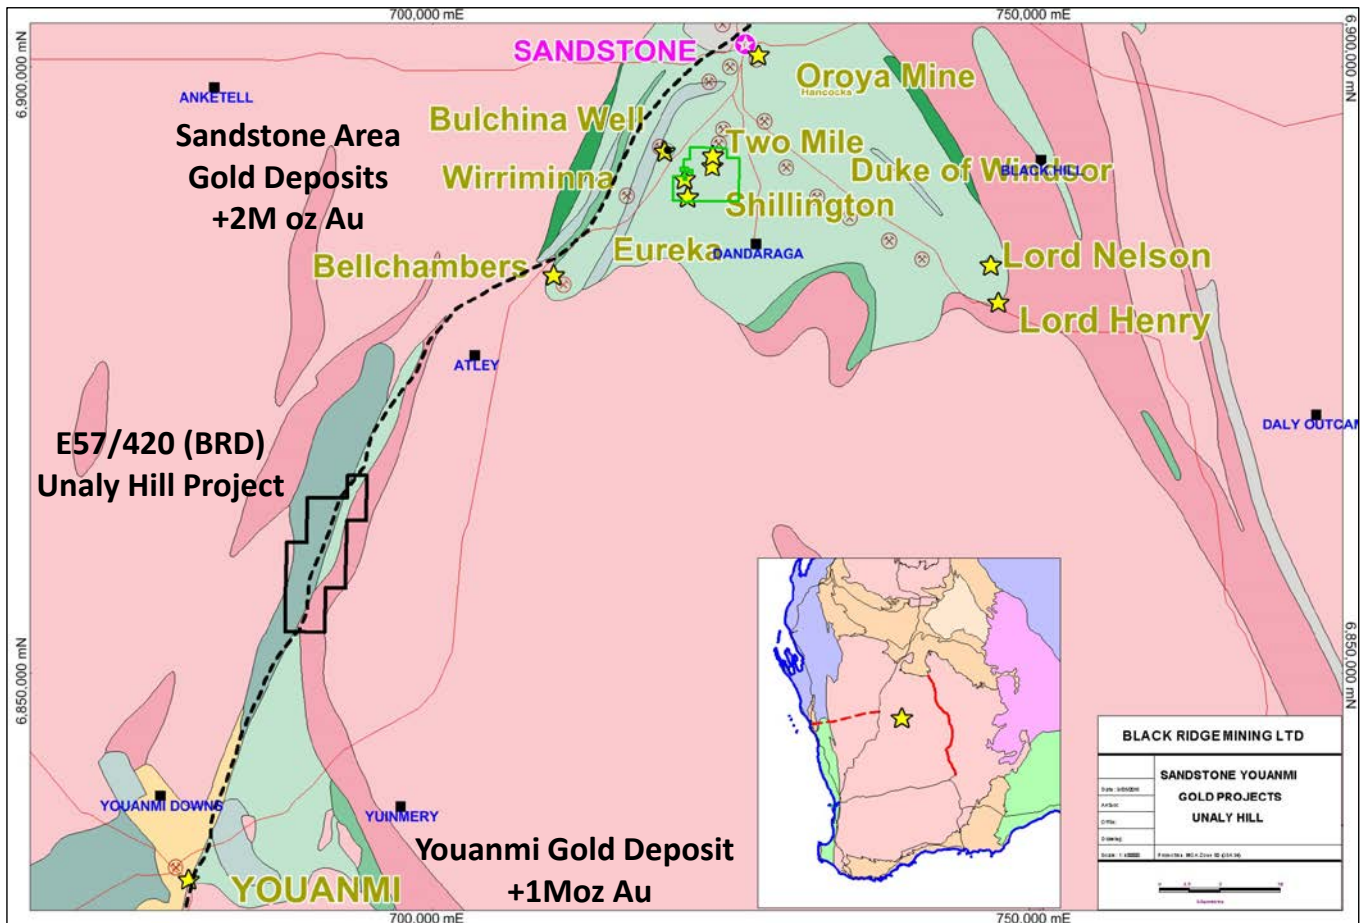 700,000 mE
750,000 mE
6,900,000 mN
6,900,000 mN
SANDSTONE
Oroya Mine
Hancocks
ANKETELL
Sandstone Area
Gold Deposits
+2M oz Au
Bulchina Well
Two Mile
Wirriminna
Duke of Windsor
BLACK HILL
Shillington
Eureka
DANDARAGA
Bellchambers
Lord Nelson
Lord Henry
ATLEY
E57/420 (BRD)
Unaly Hill Project
DALY OUTCAM
6,850,000 mN
6,850,000 mN
YOUANMI DOWNS
YUINMERY
Youanmi Gold Deposit
+1Moz Au
YOUANMI
BLACK RIDGE MINING LTD
SANDSTONE YOUANMI
GOLD PROJECTS
UNALY HILL
700,000 mE
750,000 mE